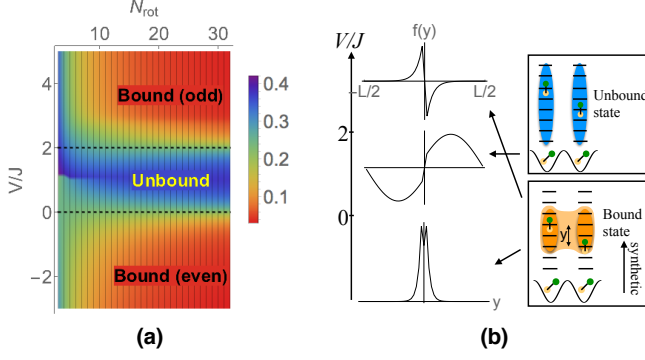 N_rot
10
20
30
4
2
0
−2
V/J
Bound (odd)
Unbound
Bound (even)
0.4
0.3
0.2
0.1
(a)
V/J
2
0
f(y)
−L/2
L/2
y
Unbound
state
Bound
state
y
synthetic
(b)